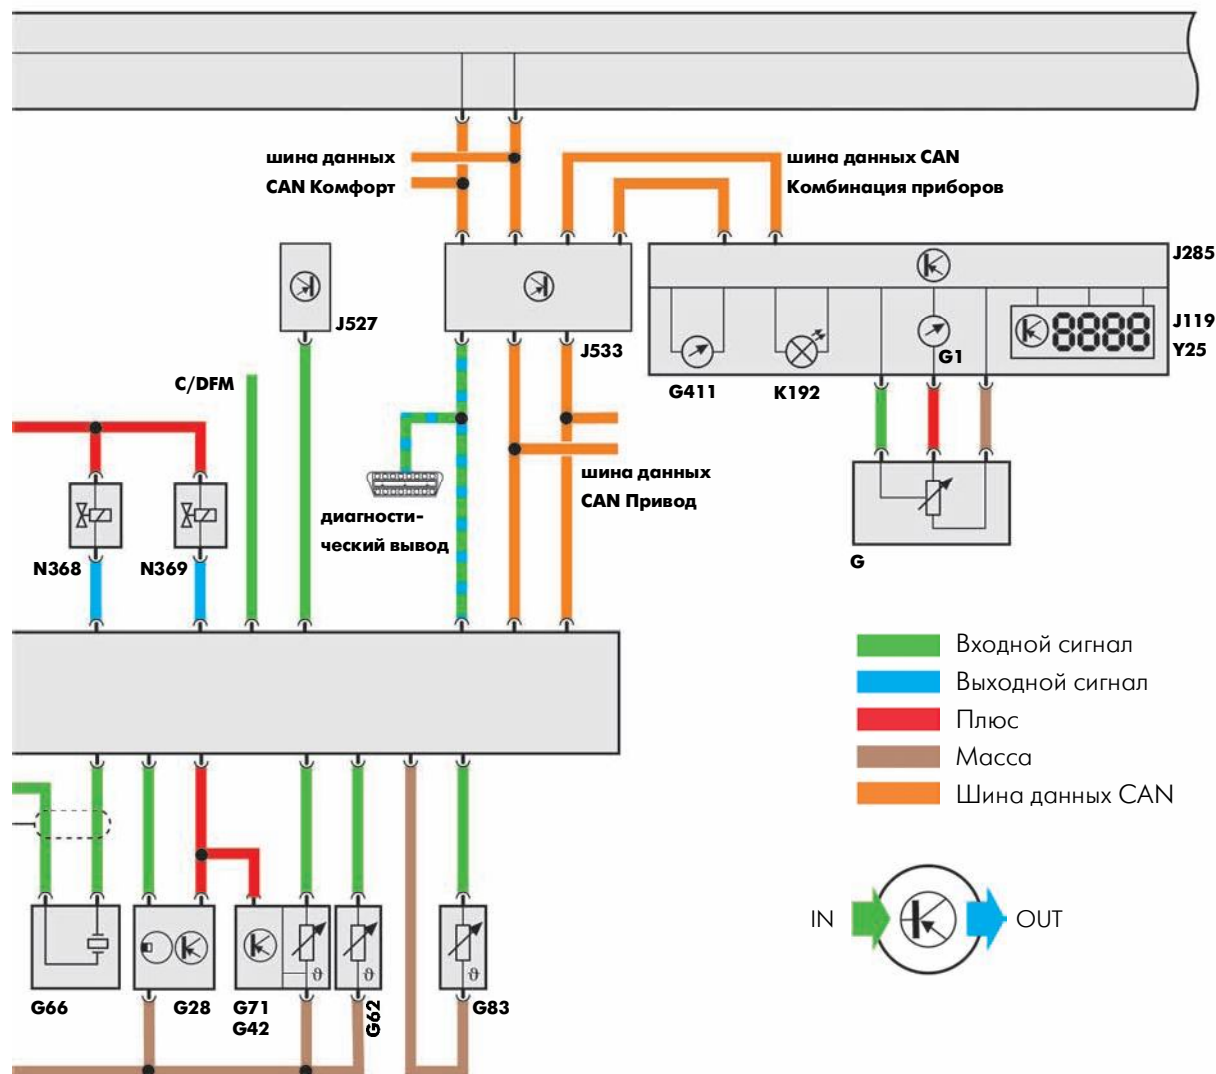 шина данных
CAN Комфорт
шина данных CAN
Комбинация приборов
J285
J527
J533
J119
Y25
8888
G1
G411
K192
C/DFM
шина данных
CAN Привод
диагности-
ческий вывод
G
N368
N369
Входной сигнал
Выходной сигнал
Плюс
Масса
Шина данных CAN
IN
OUT
ϑ
ϑ
ϑ
G66
G28
G71
G42
G62
G83